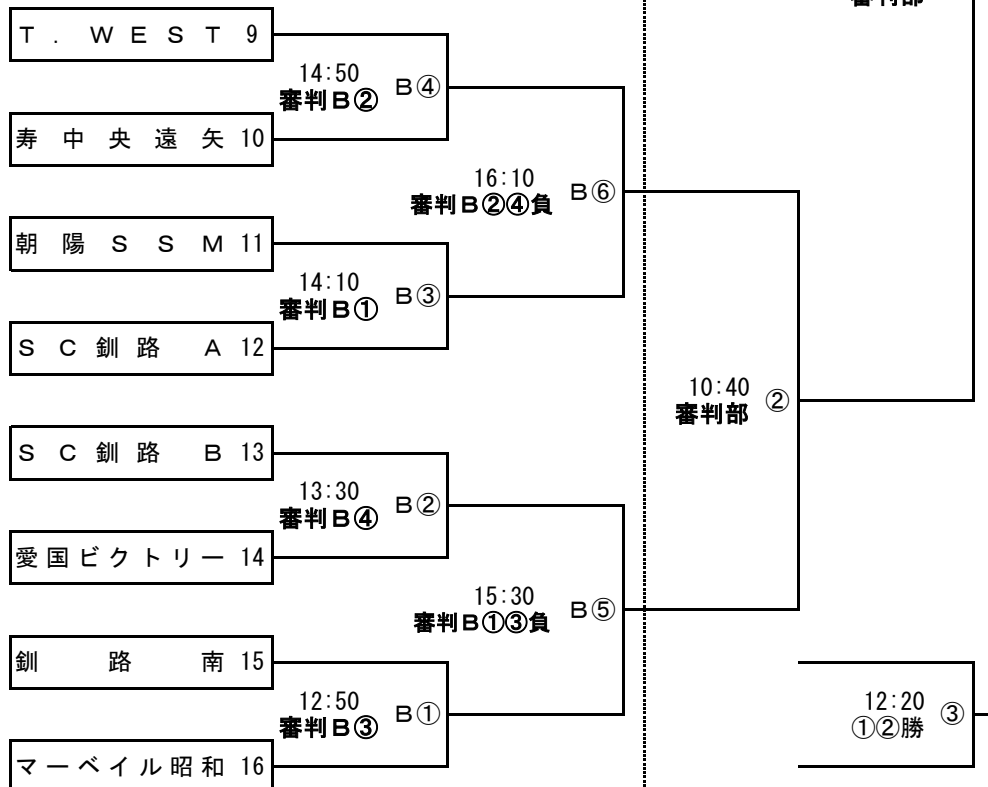 審判部
T . W E S T 9
14:50
審判B②
B④
寿 中 央 遠 矢 10
16:10
審判B②④負
B⑥
朝 陽 S S M 11
14:10
審判B①
B③
S C 釧 路 A 12
10:40
審判部
②
S C 釧 路 B 13
13:30
審判B④
B②
愛国ビクトリー 14
15:30
審判B①③負
B⑤
釧 路 南 15
12:50
審判B③
B①
12:20
①②勝
③
マーベイル昭和 16